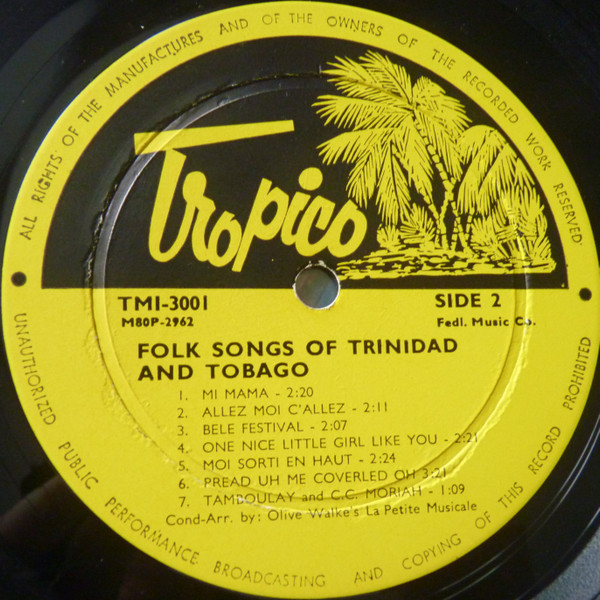 ALL RIGHTS OF THE MANUFACTURES AND OF THE OWNERS OF THE RECORDED WORK RESERVED
Tropico
TMI-3001
SIDE 2
M80P-2962
Fedl. Music Co.
FOLK SONGS OF TRINIDAD
AND TOBAGO
1. MI MAMA - 2:20
2. ALLEZ MOI C'ALLEZ - 2:11
3. BELE FESTIVAL - 2:07
4. ONE NICE LITTLE GIRL LIKE YOU - 2:21
5. MOI SORTI EN HAUT - 2:24
6. PREAD UH ME COVERLED OH 3:21
7. TAMBOULAY and C.C. MORIAH - 1:09
Cond-Arr. by: Olive Walke's La Petite Musicale
UNAUTHORIZED PUBLIC PERFORMANCE BROADCASTING AND COPYING OF THIS RECORD PROHIBITED